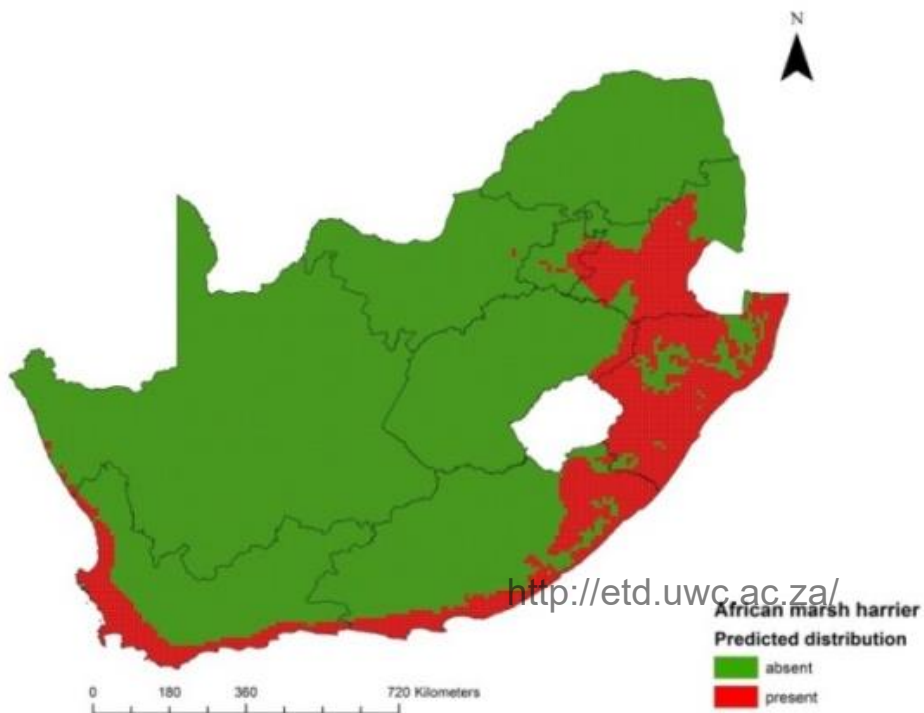 N
http://etd.uwc.ac.za/
African marsh harrier
Predicted distribution
absent
present
0 180 360 720 Kilometers